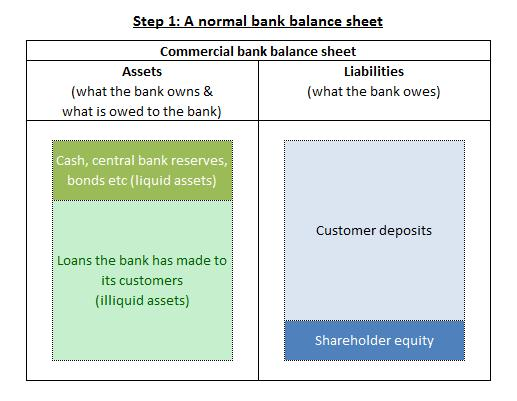 Step 1: A normal bank balance sheet
Commercial bank balance sheet
Assets
(what the bank owns &
what is owed to the bank)
Liabilities
(what the bank owes)
Cash, central bank reserves,
bonds etc (liquid assets)
Loans the bank has made to
its customers
(illiquid assets)
Customer deposits
Shareholder equity